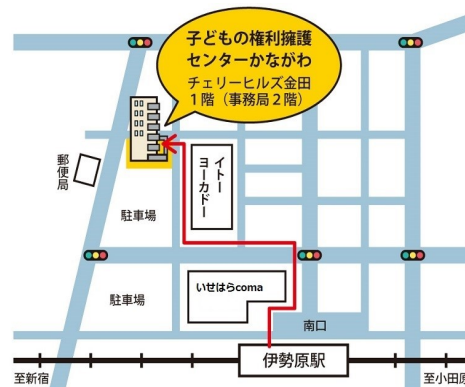 子どもの権利擁護
センターかながわ
チェリーヒルズ金田
1階（事務局2階）
郵便局
イトー
ヨーカドー
駐車場
いせはらcoma
駐車場
南口
伊勢原駅
至新宿
至小田原